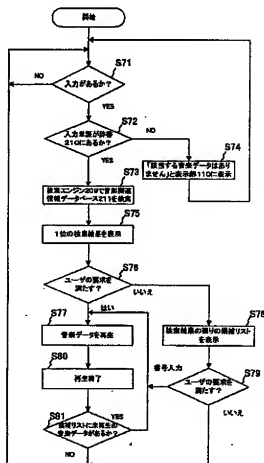 開始
S71
NO
入力があるか?
YES
S72
入力単語が辞書
210にあるか?
NO
S74
「該当する音楽データはあり
ません」と表示部110に表示
YES
S73
検索エンジン209で音楽関連
情報データベース211を検索
S75
1位の検索結果を表示
S76
ユーザの要求を
満たす?
はい
いいえ
S77
音楽データを再生
S78
検索結果の残りの候補リスト
を表示
S80
再生終了
番号入力
S79
ユーザの要求を
満たす?
いいえ
S81
候補リストに未再生の
音楽データがあるか?
YES
NO